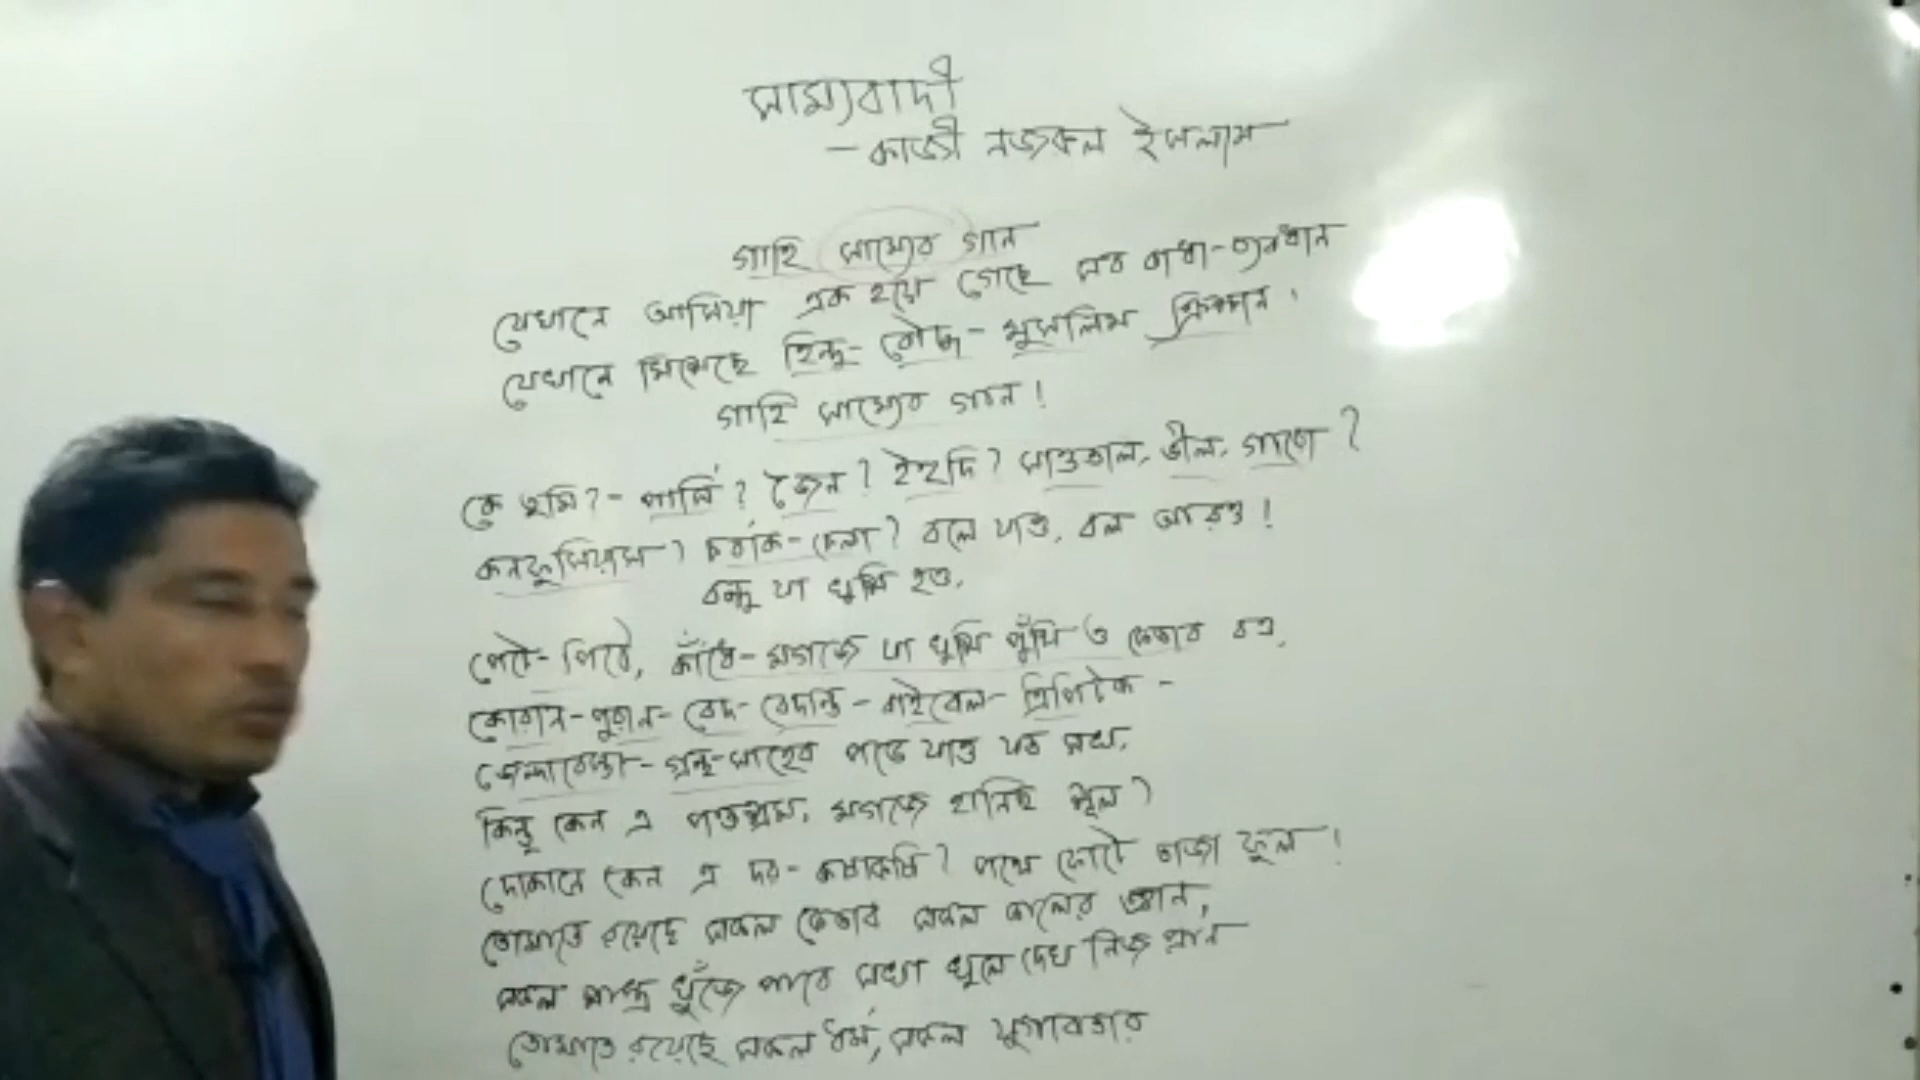 সাম্যবাদী
- কাজী নজরুল ইসলাম
গাহি সাম্যের গান
যেখানে আসিয়া এক হয়ে গেছে সব বাধা-ব্যবধান
যেখানে মিশেছে হিন্দু-বৌদ্ধ-মুসলিম ক্রিশ্চান।
গাহি সাম্যের গান!
কে তুমি?- পার্সি? জৈন? ইহুদি? সাওতাল, ভীল, গারো?
কনফুসিয়াস? চর্বাক-চেলা? বলে যাও, বল আরও!
বন্ধু যা খুশি হও,
পেটে-পিঠে, কাঁধে-মগজে যা খুশি পুঁথি ও কেতাব বও,
কোরান-পুরান-বেদ-বেদান্ত-বাইবেল-ত্রিপিটক-
জেন্দাবেস্তা-গ্রন্থ-সাহেব পড়ে যাও যত সখ,
কিন্তু কেন এ পণ্ডশ্রম, মগজে হানিছ শূল?
দোকানে কেন এ দর-কষাকষি? পথে ফোটে তাজা ফুল!
তোমাতে রয়েছে সকল কেতাব সকল কালের জ্ঞান,
সকল শাস্ত্র খুঁজে পাবে সখা খুলে দেখ নিজ প্রান
তোমাতে রয়েছে সকল ধর্ম, সকল যুগাবতার